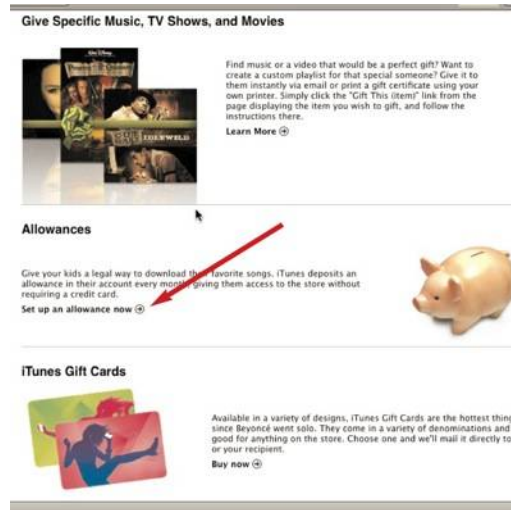 Give Specific Music, TV Shows, and Movies
Find music or a video that would be a perfect gift? Want to
create a custom playlist for that special someone? Give it to
them instantly via email or print a gift certificate using your
own printer. Simply click the "Gift This (item)" link from the
page displaying the item you wish to gift, and follow the
instructions there.
Learn More
IDLEWILD
Allowances
Give your kids a legal way to download their favorite songs. iTunes deposits an
allowance in their account every month, giving them access to the store without
requiring a credit card.
Set up an allowance now
iTunes Gift Cards
Available in a variety of designs, iTunes Gift Cards are the hottest thing
since Beyoncé went solo. They come in a variety of denominations and
good for anything on the store. Choose one and we'll mail it directly to
or your recipient.
Buy now